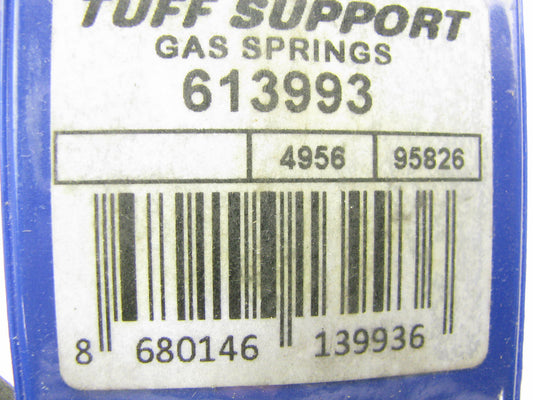 TUFF SUPPORT
GAS SPRINGS
613993
4956 95826
8 680146 139936